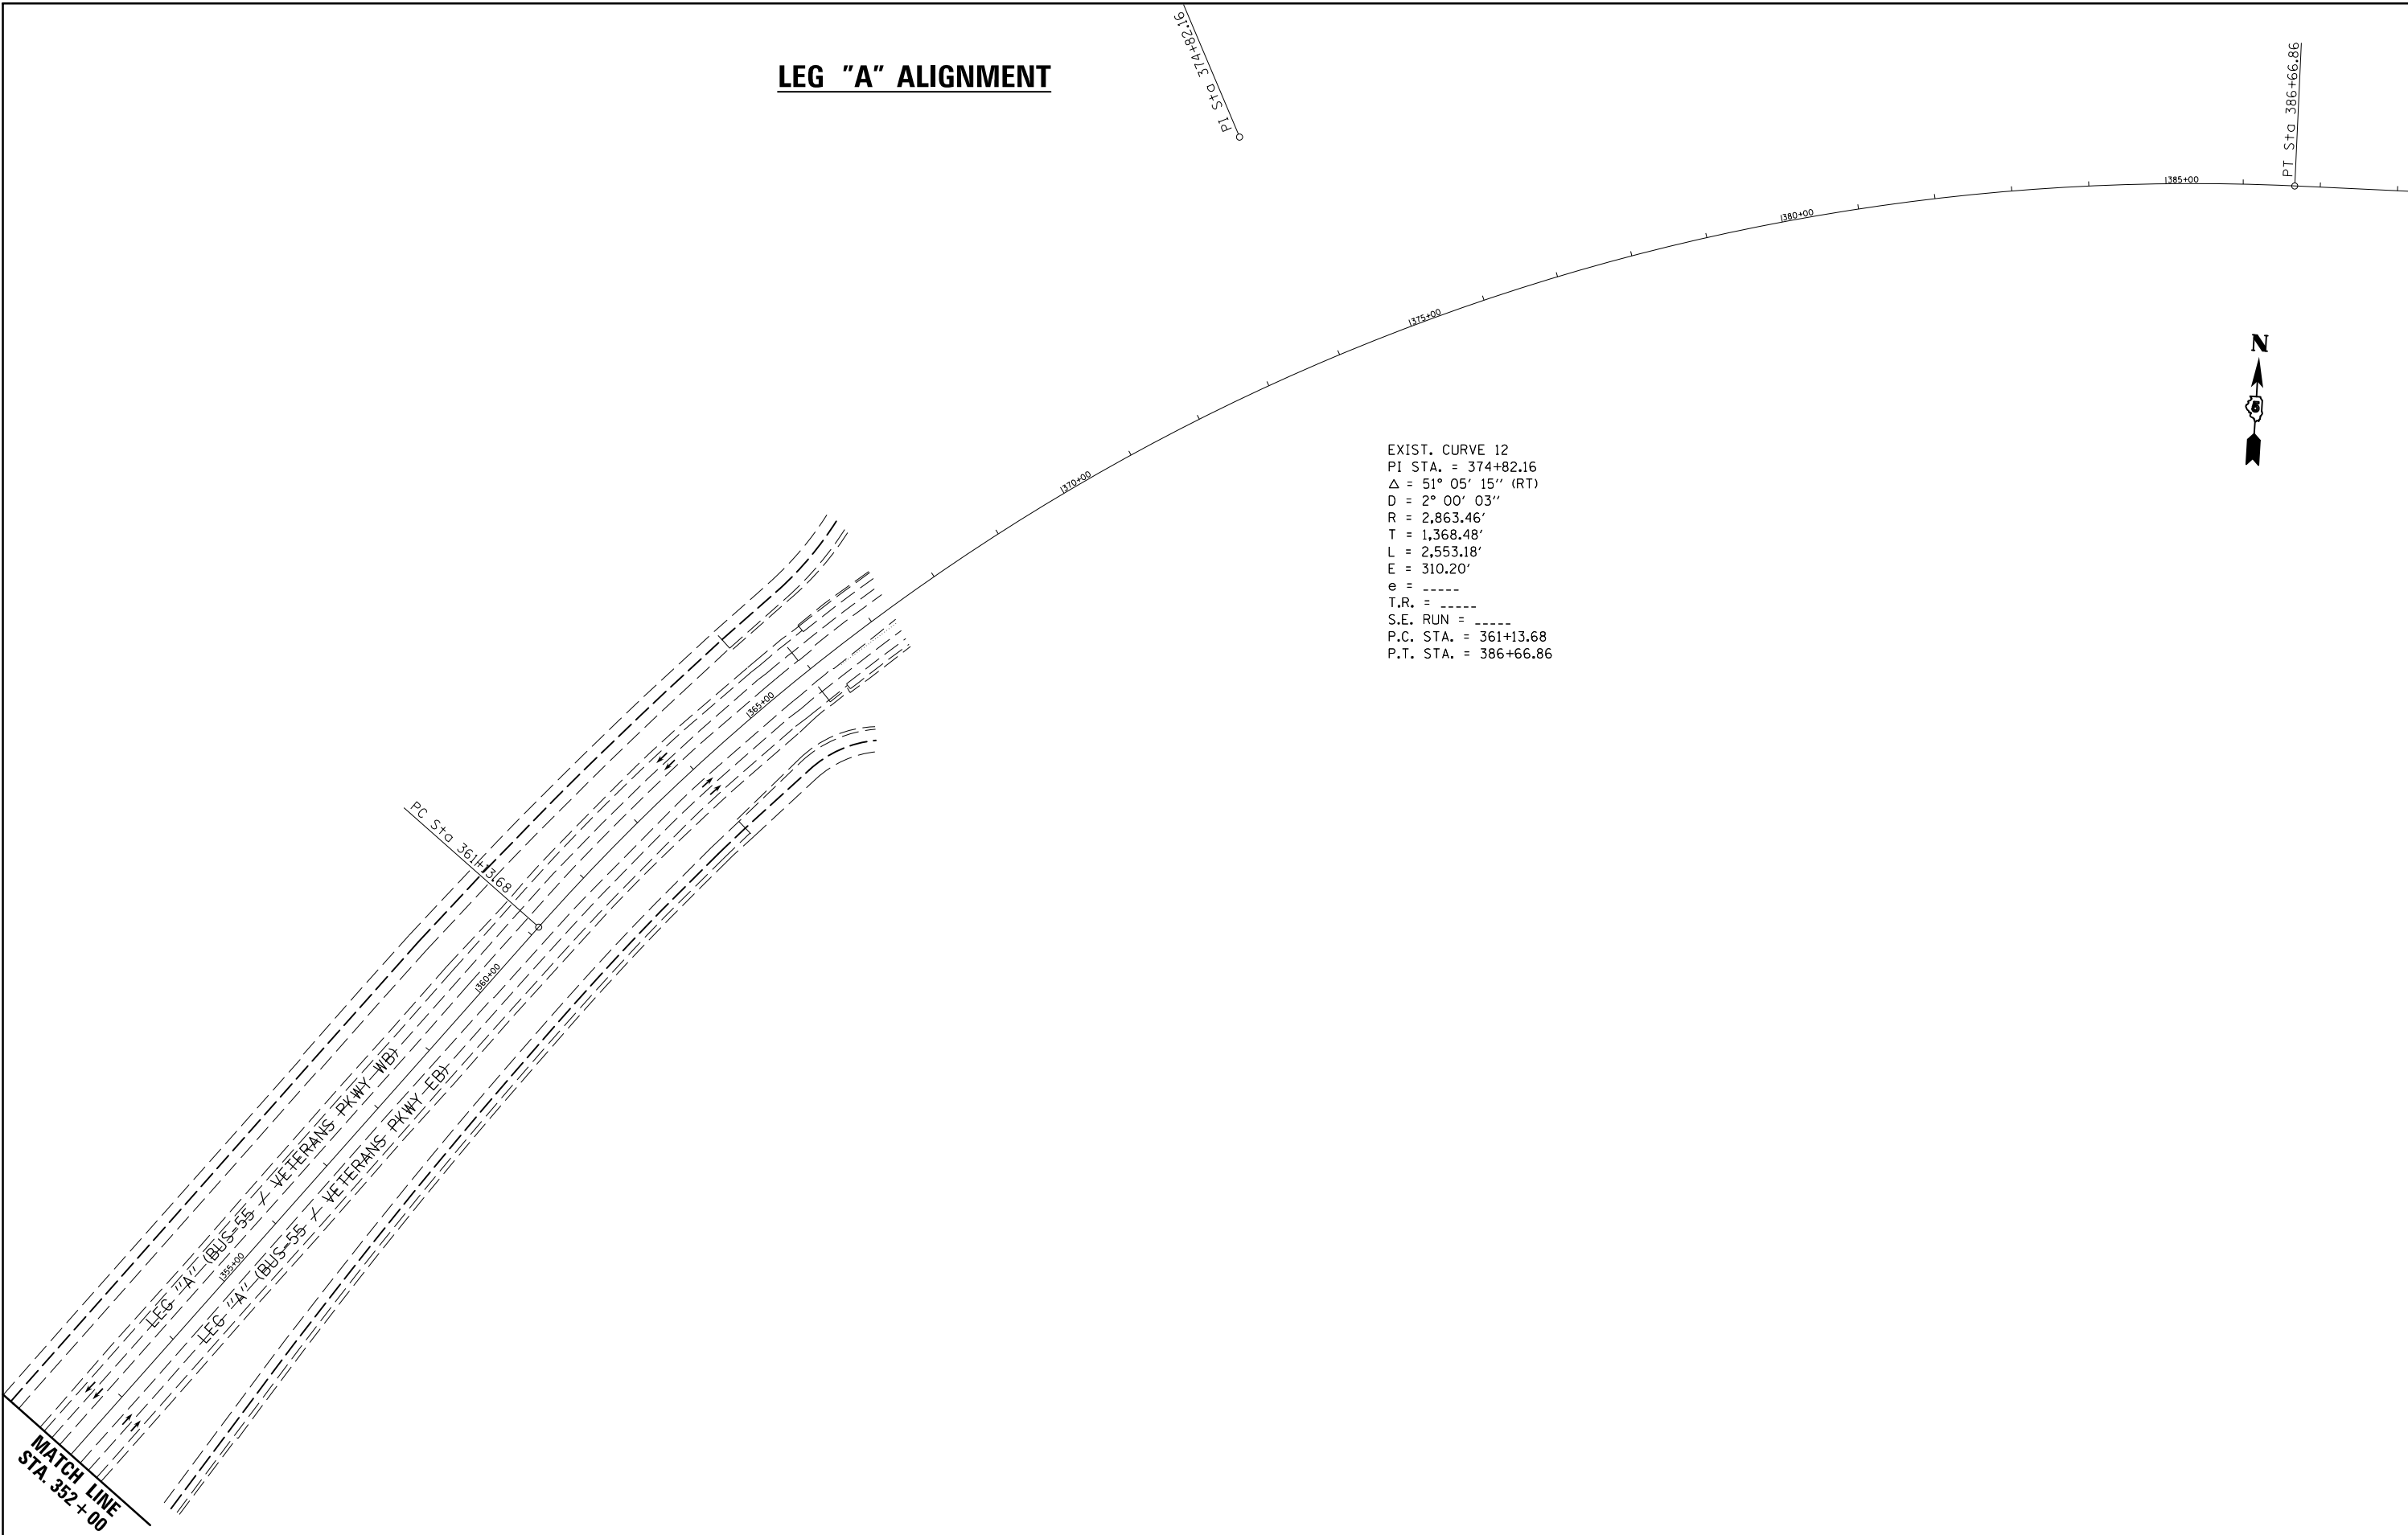 LEG "A" ALIGNMENT
PI Sta 374+82.16
PT Sta 386+66.86
385+00
380+00
375+00
370+00
365+00
360+00
355+00
N
5
EXIST. CURVE 12
PI STA. = 374+82.16
Δ = 51° 05' 15'' (RT)
D = 2° 00' 03''
R = 2,863.46'
T = 1,368.48'
L = 2,553.18'
E = 310.20'
e = -----
T.R. = -----
S.E. RUN = -----
P.C. STA. = 361+13.68
P.T. STA. = 386+66.86
PC Sta 361+13.68
LEG "A" (BUS-55 / VETERANS PKWY WB)
LEG "A" (BUS-55 / VETERANS PKWY EB)
MATCH LINE
STA. 352+00